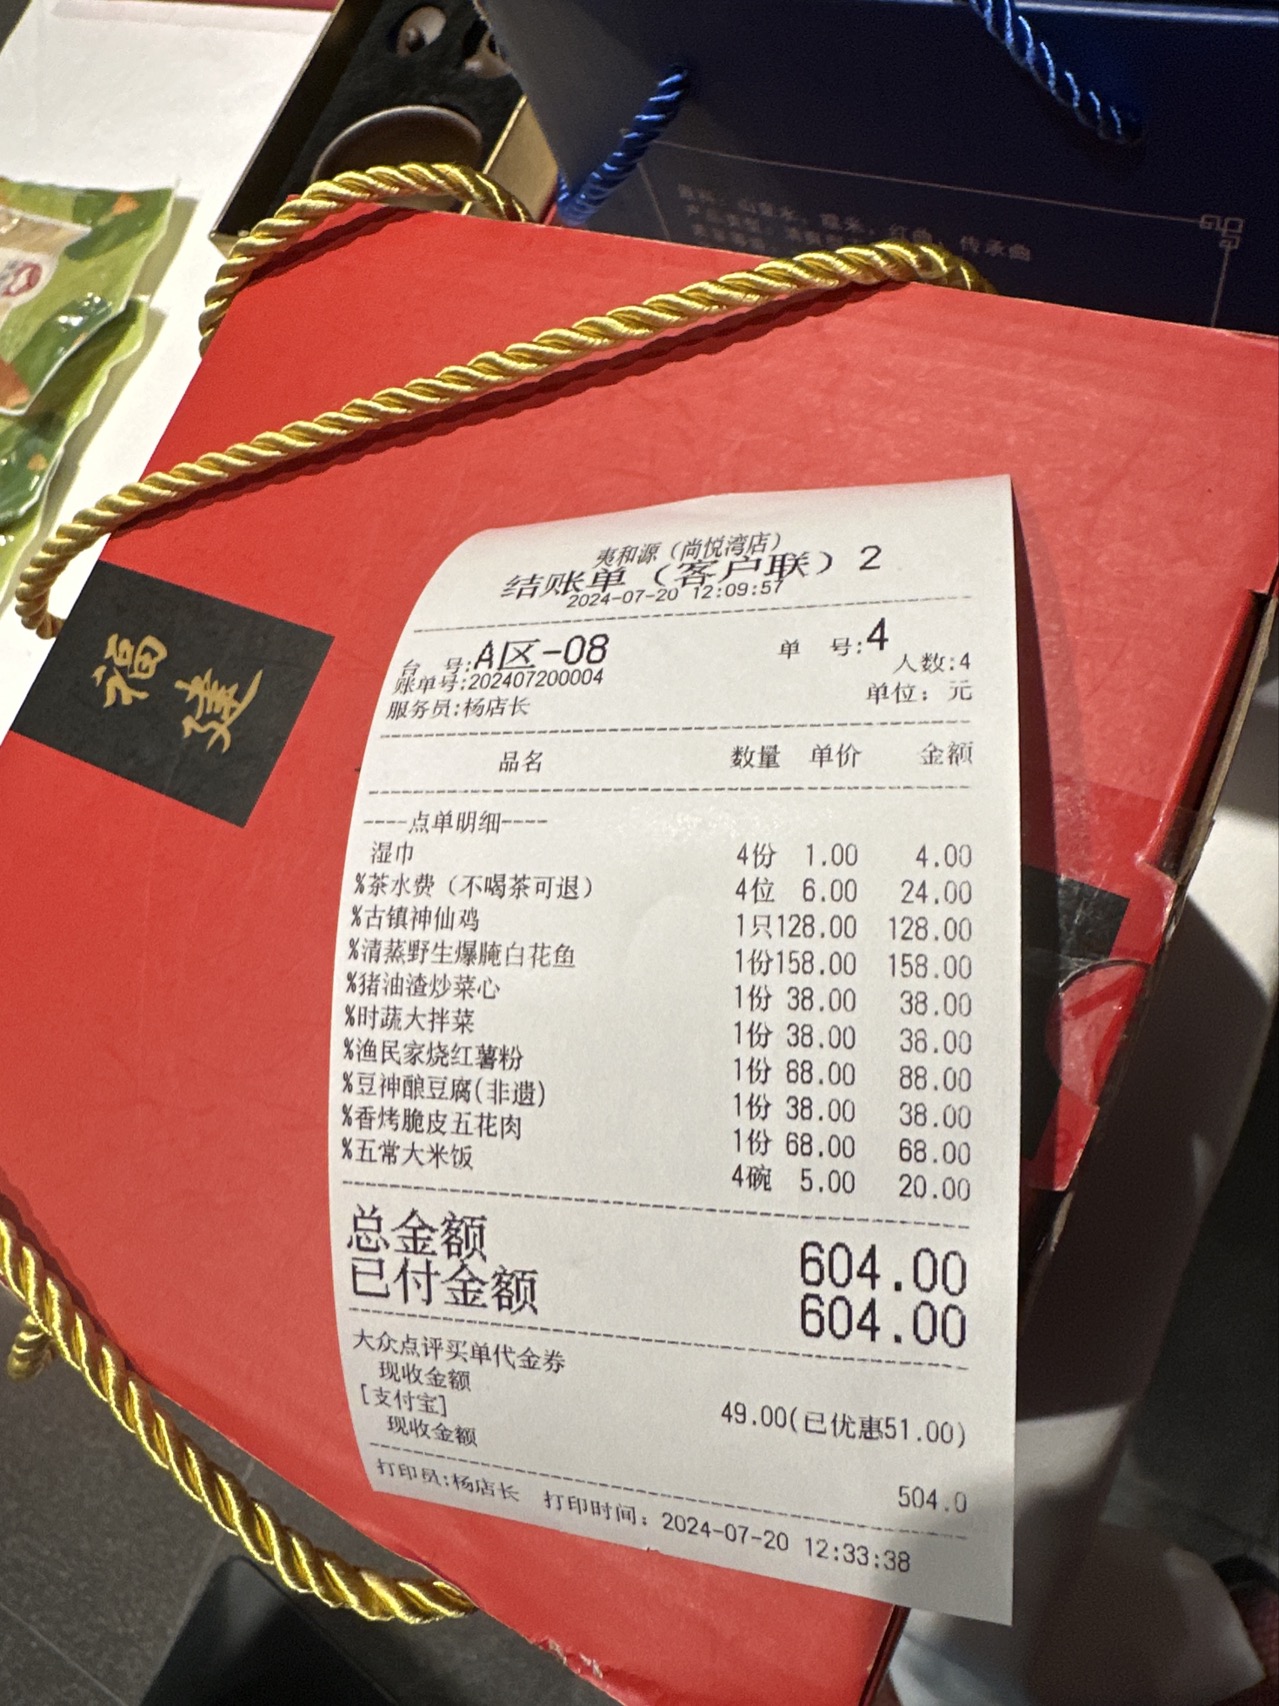 原料：山泉水、糯米、红曲、传承曲
福建
夷和源（尚悦湾店）
结账单（客户联）2
2024-07-20 12:09:57
台 号:A区-08 单 号:4
账单号:202407200004 人数:4
服务员:杨店长 单位：元
品名 数量 单价 金额
----点单明细----
湿巾 4份 1.00 4.00
%茶水费（不喝茶可退） 4位 6.00 24.00
%古镇神仙鸡 1只128.00 128.00
%清蒸野生爆腌白花鱼 1份158.00 158.00
%猪油渣炒菜心 1份 38.00 38.00
%时蔬大拌菜 1份 38.00 38.00
%渔民家烧红薯粉 1份 88.00 88.00
%豆神酿豆腐(非遗) 1份 38.00 38.00
%香烤脆皮五花肉 1份 68.00 68.00
%五常大米饭 4碗 5.00 20.00
总金额 604.00
已付金额 604.00
大众点评买单代金券
现收金额 49.00(已优惠51.00)
[支付宝]
现收金额 504.0
打印员:杨店长 打印时间：2024-07-20 12:33:38